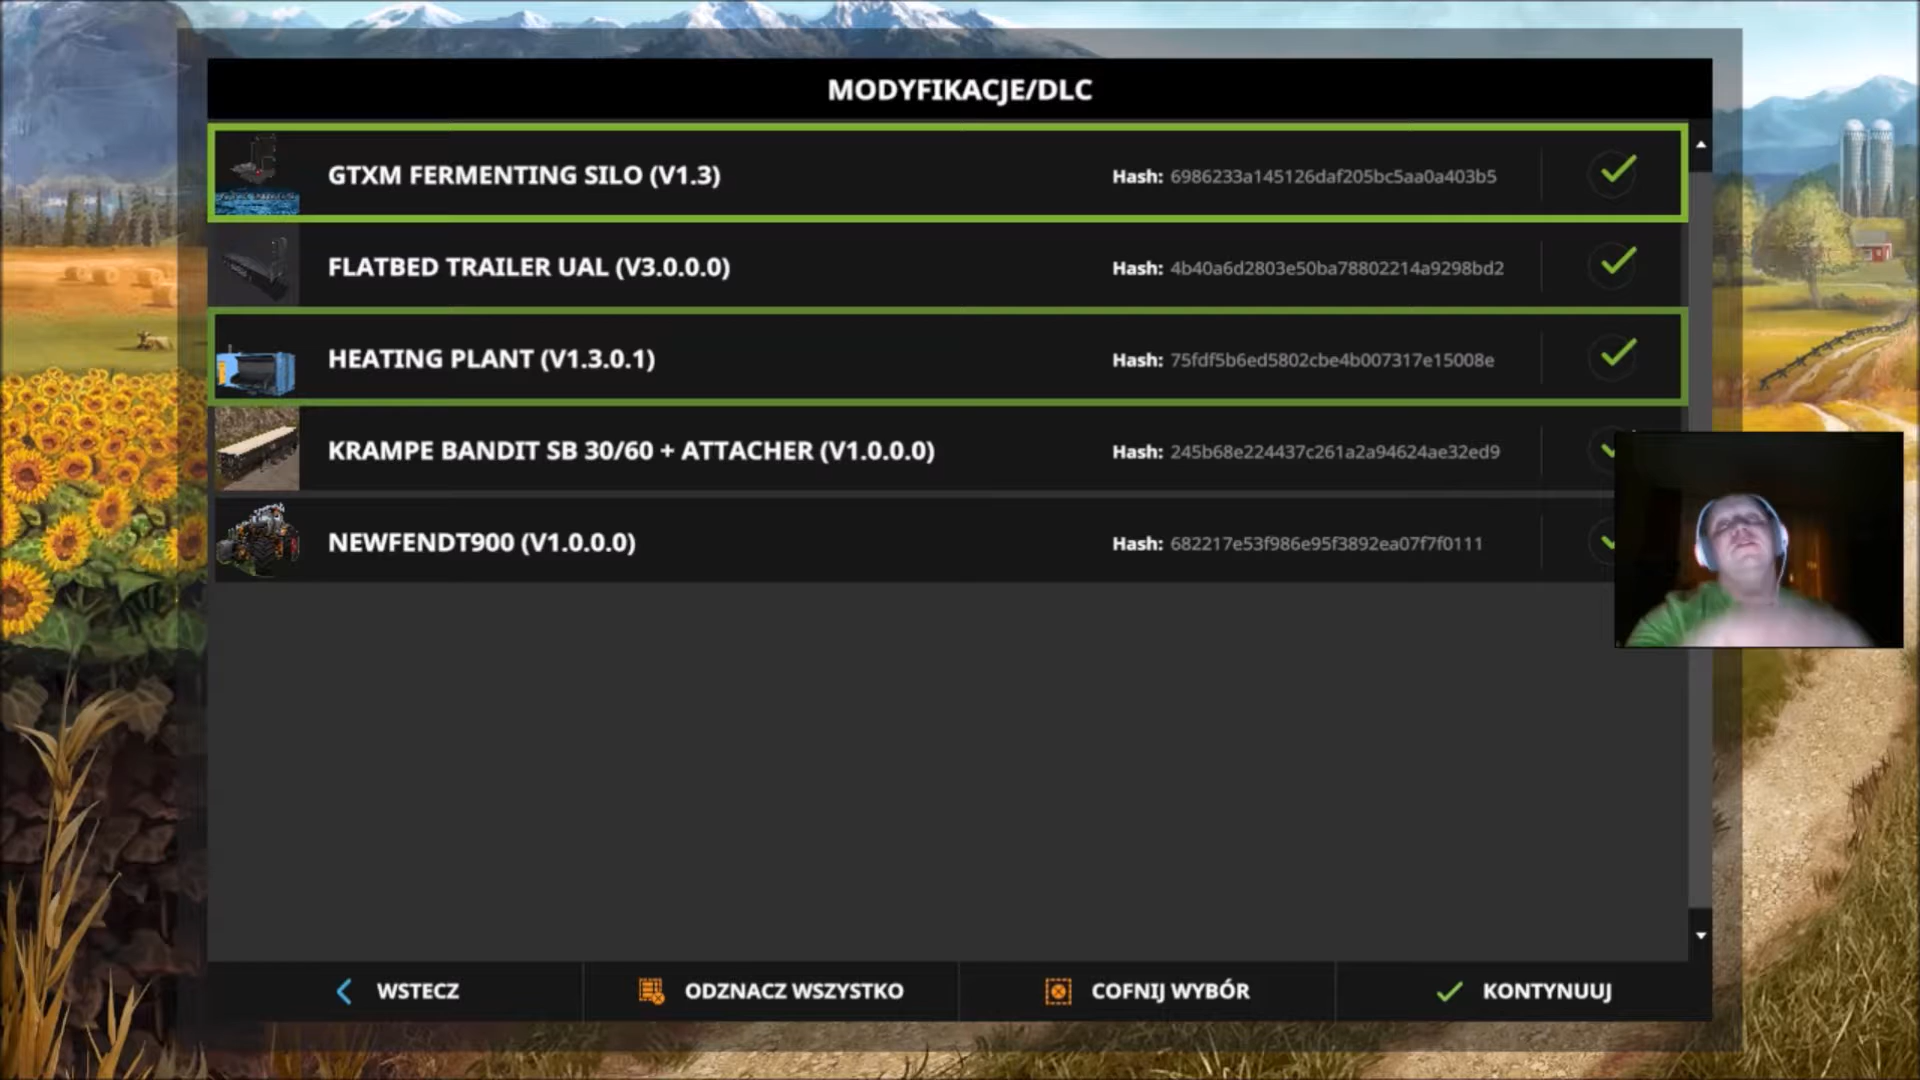 MODYFIKACJE/DLC
GTXM FERMENTING SILO (V1.3) Hash: 6986233a145126daf205bc5aa0a403b5
FLATBED TRAILER UAL (V3.0.0.0) Hash: 4b40a6d2803e50ba78802214a9298bd2
HEATING PLANT (V1.3.0.1) Hash: 75fdf5b6ed5802cbe4b007317e15008e
KRAMPE BANDIT SB 30/60 + ATTACHER (V1.0.0.0) Hash: 245b68e224437c261a2a94624ae32ed9
NEWFENDT900 (V1.0.0.0) Hash: 682217e53f986e95f3892ea07f7f0111
WSTECZ ODZNACZ WSZYSTKO COFNIJ WYBÓR KONTYNUUJ